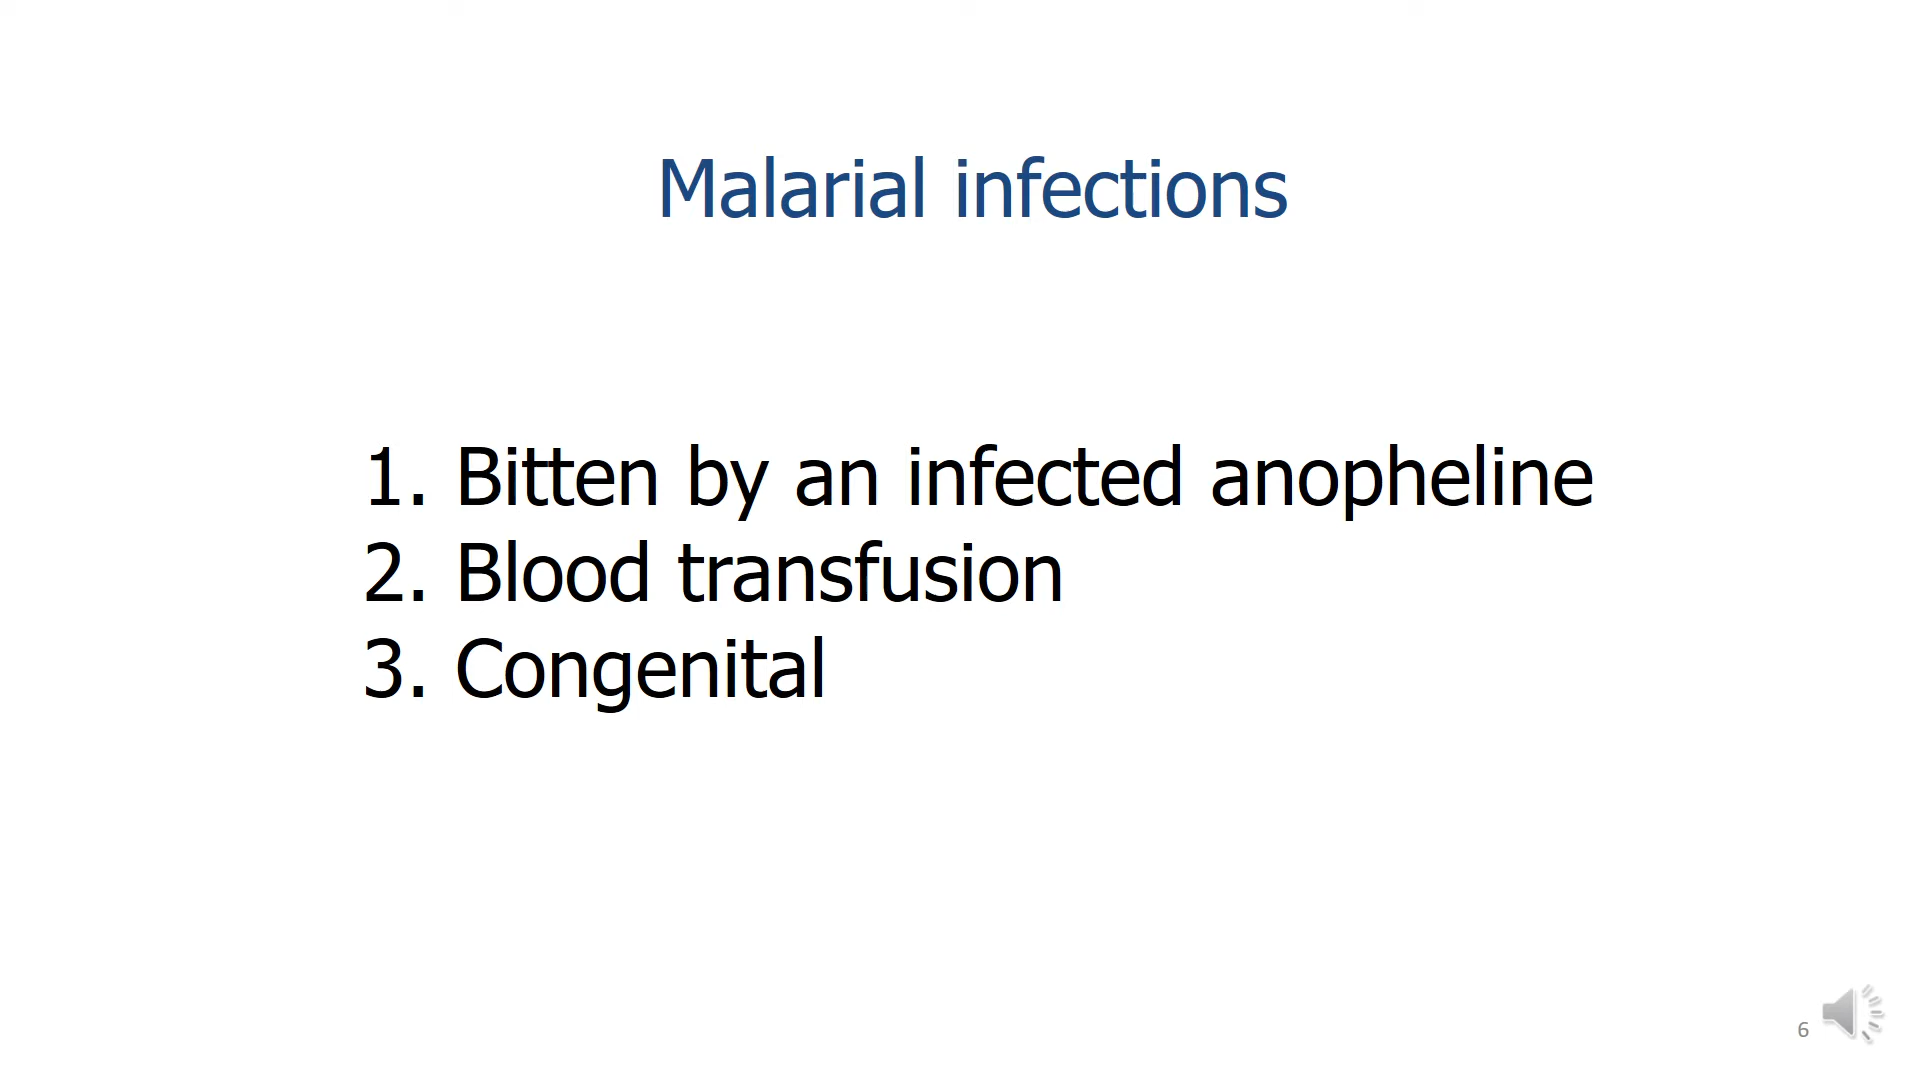 Malarial infections
1. Bitten by an infected anopheline
2. Blood transfusion
3. Congenital
6